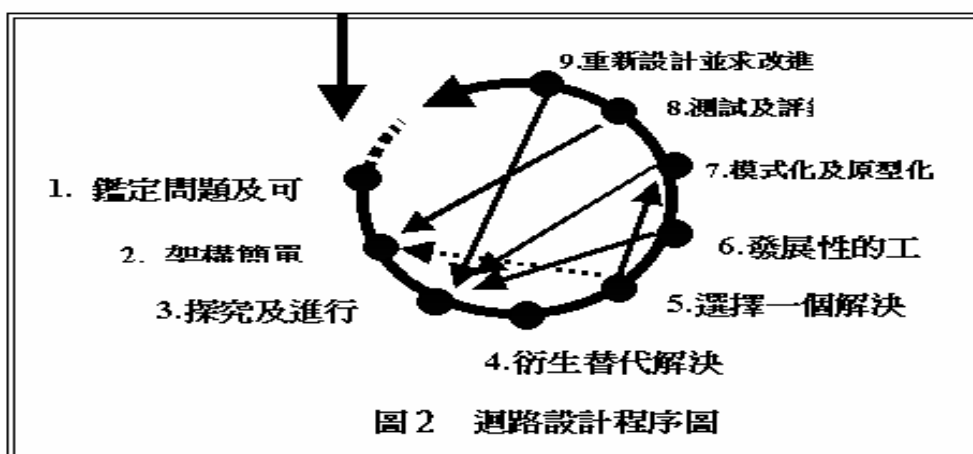 9.重新設計並求改進
8.測試及評
7.模式化及原型化
1. 鑑定問題及可
2. 架構簡單
6.發展性的工
3.探究及進行
5.選擇一個解決
4.衍生替代解決
圖2 迴路設計程序圖